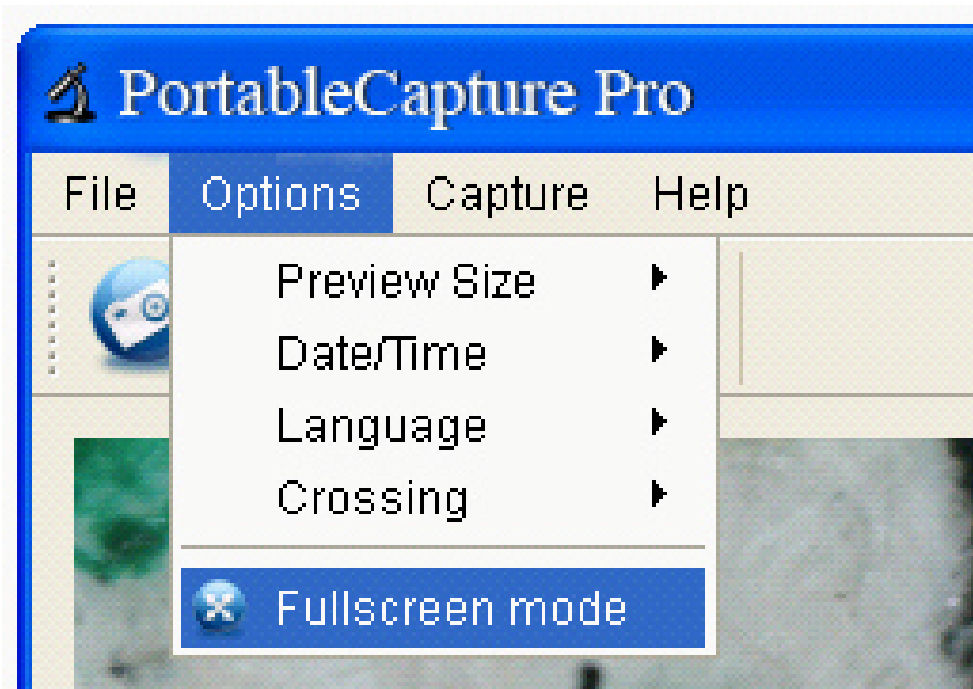 PortableCapture Pro
File Options Capture Help
Preview Size
Date/Time
Language
Crossing
Fullscreen mode